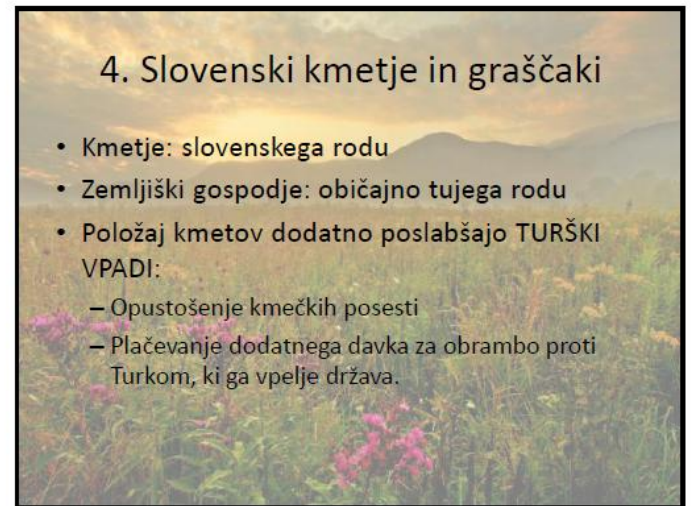 4. Slovenski kmetje in graščaki
• Kmetje: slovenskega rodu
• Zemljiški gospodje: običajno tujega rodu
• Položaj kmetov dodatno poslabšajo TURŠKI
VPADI:
– Opustošenje kmečkih posesti
– Plačevanje dodatnega davka za obrambo proti
Turkom, ki ga vpelje država.